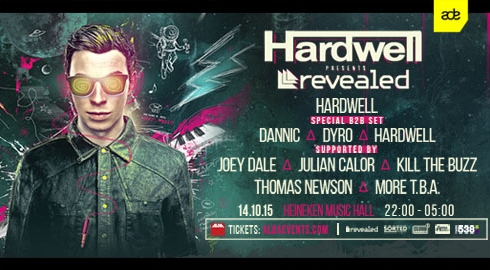 ade
Hardwell
PRESENTS
revealed
HARDWELL
SPECIAL B2B SET
DANNIC Δ DYRO Δ HARDWELL
SUPPORTED BY
JOEY DALE Δ JULIAN CALOR Δ KILL THE BUZZ
THOMAS NEWSON Δ MORE T.B.A.
14.10.15 HEINEKEN MUSIC HALL 22:00 - 05:00
TICKETS: ALDAEVENTS.COM revealed SORTED 538